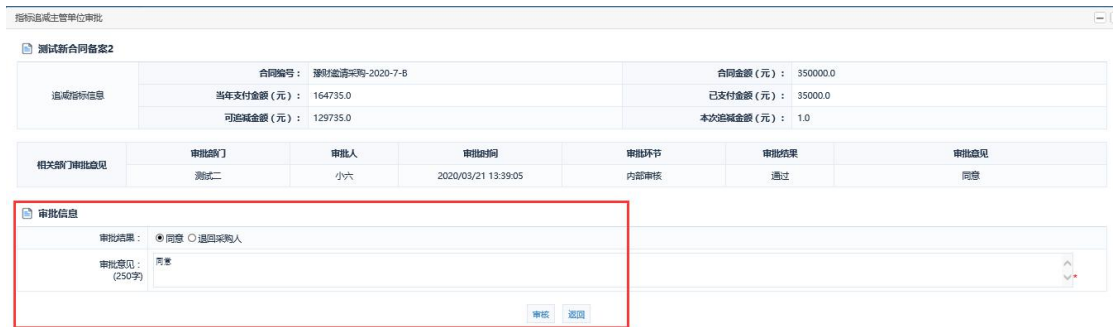 指标追减主管单位审批
测试新合同备案2
追减指标信息 合同编号： 豫财邀请采购-2020-7-B 合同金额（元）： 350000.0
当年支付金额（元）： 164735.0 已支付金额（元）： 35000.0
可追减金额（元）： 129735.0 本次追减金额（元）： 1.0
相关部门审批意见 审批部门 审批人 审批时间 审批环节 审批结果 审批意见
测试二 小六 2020/03/21 13:39:05 内部审核 通过 同意
审批信息
审批结果： 同意 退回采购人
审批意见： 同意
(250字) *
审核 返回